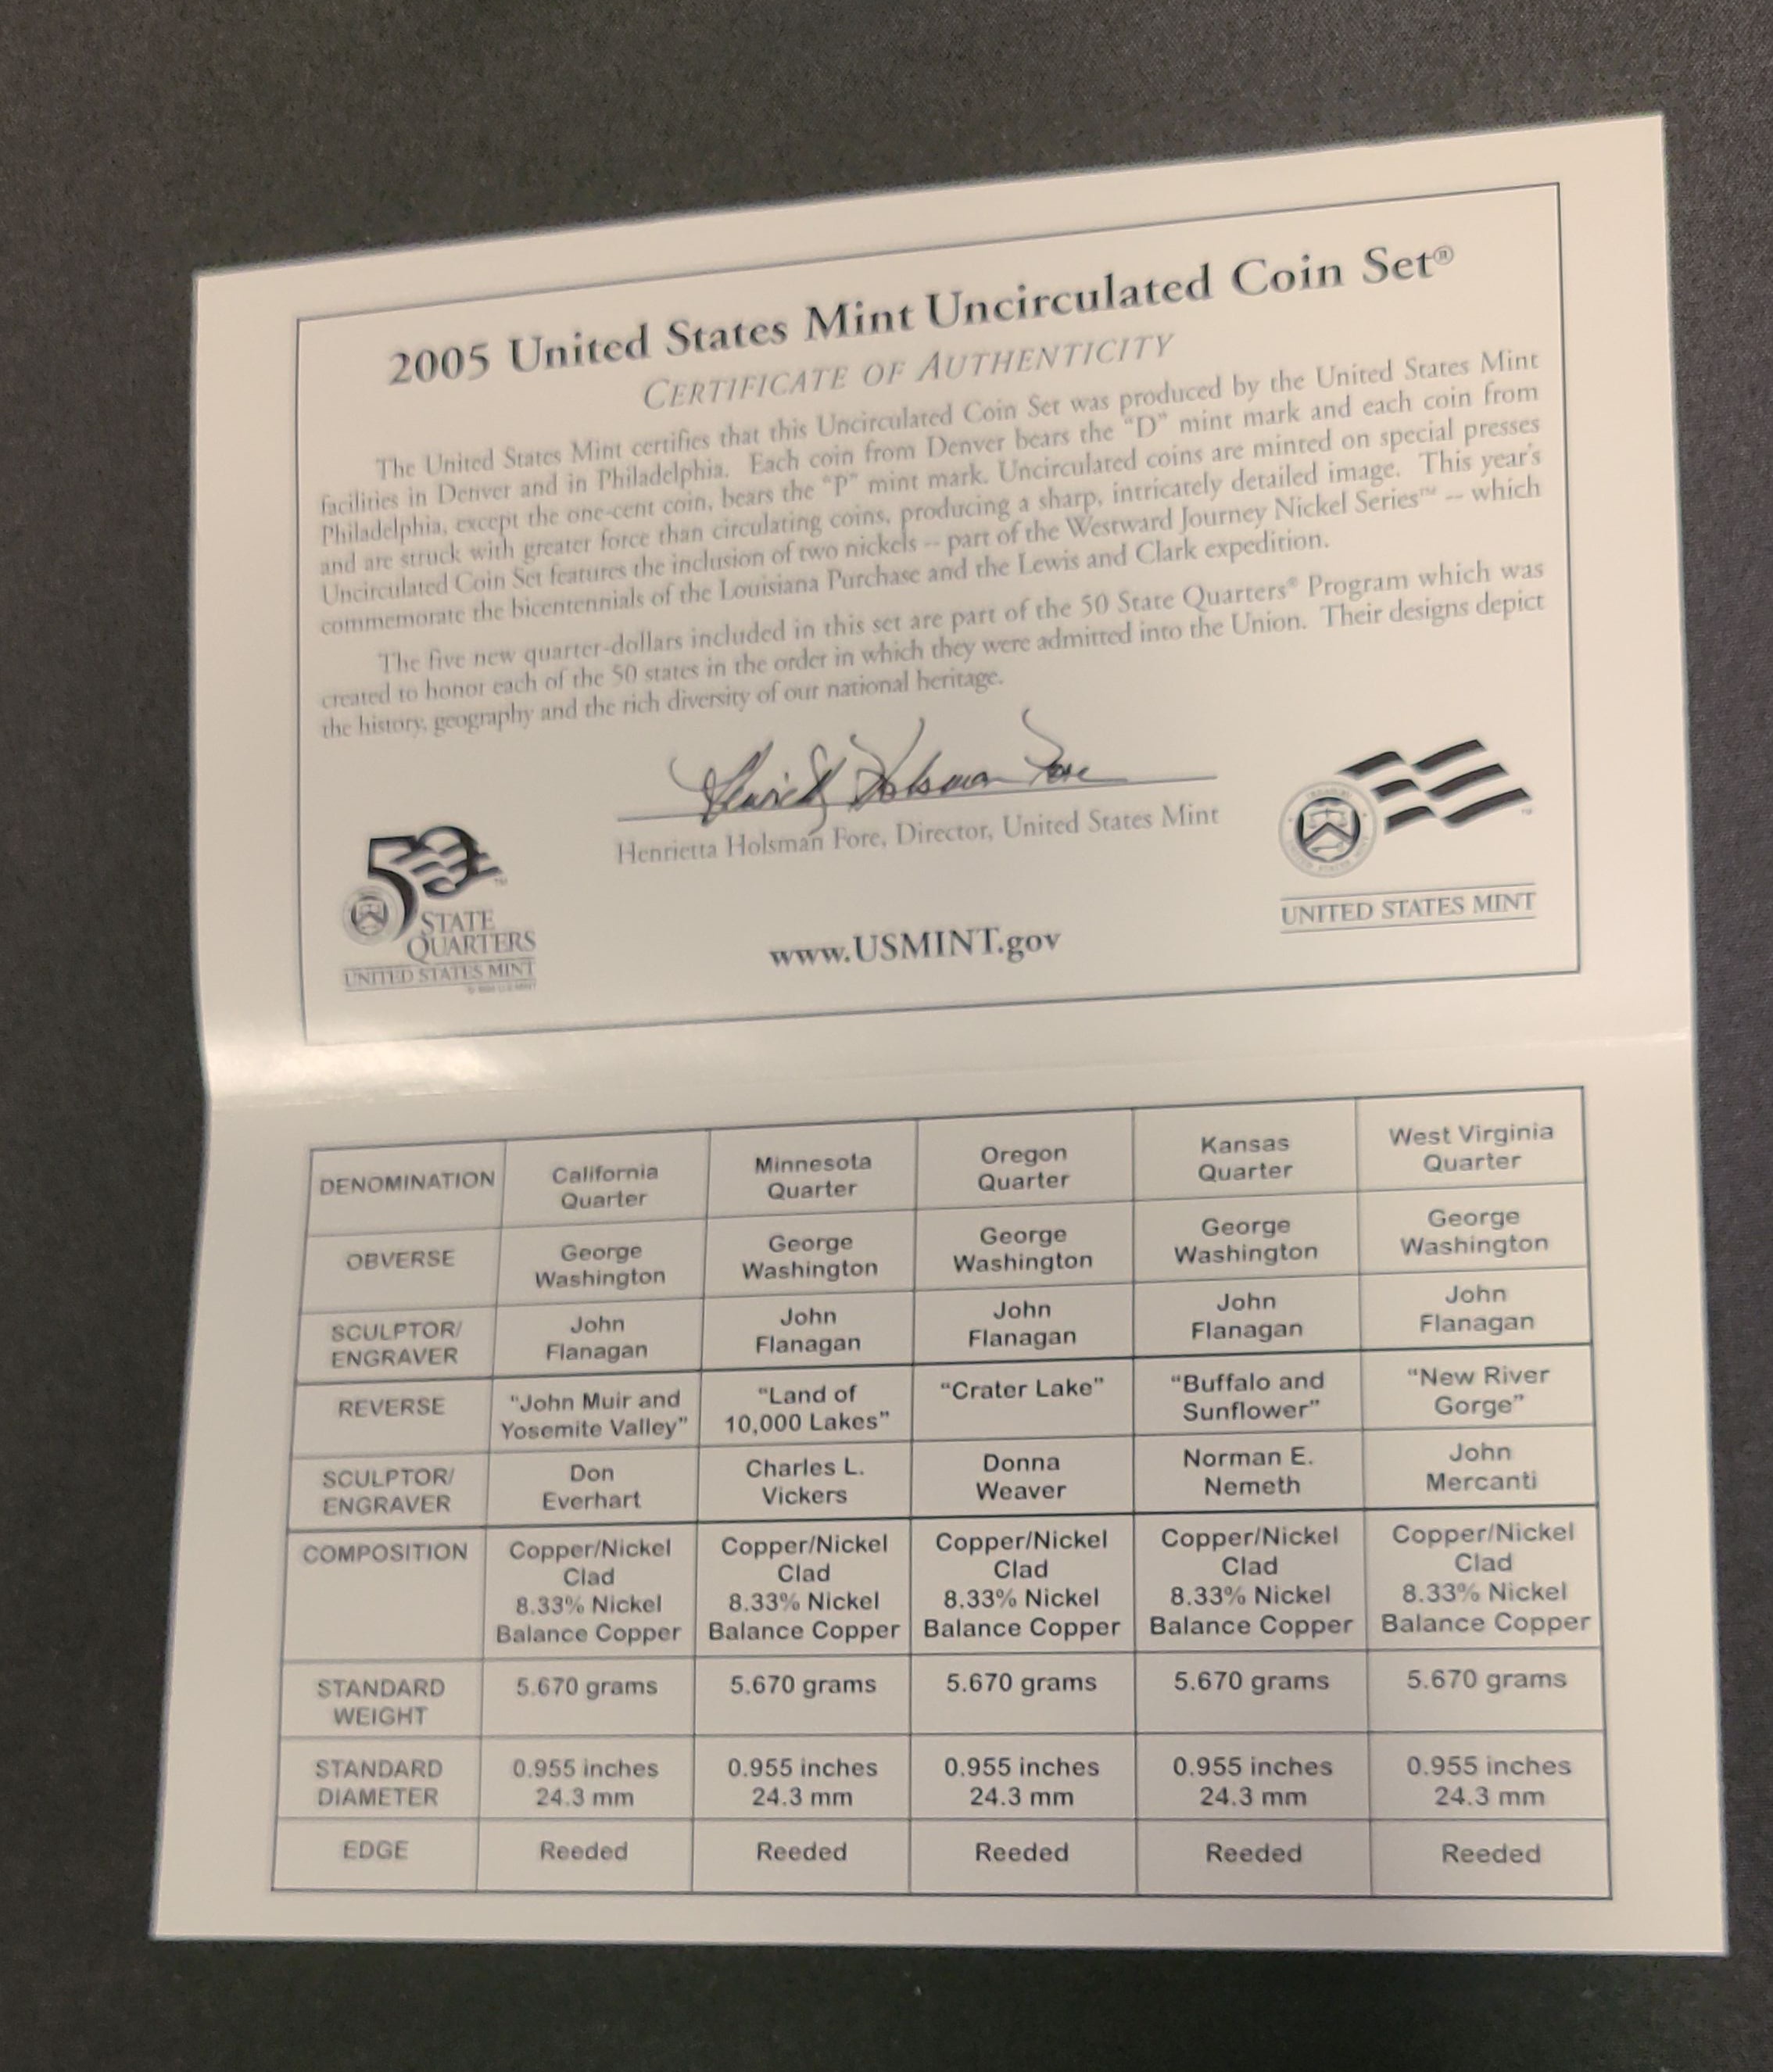 2005 United States Mint Uncirculated Coin Set®
CERTIFICATE OF AUTHENTICITY
The United States Mint certifies that this Uncirculated Coin Set was produced by the United States Mint
facilities in Denver and in Philadelphia. Each coin from Denver bears the “D” mint mark and each coin from
Philadelphia, except the one-cent coin, bears the “P” mint mark. Uncirculated coins are minted on special presses
and are struck with greater force than circulating coins, producing a sharp, intricately detailed image. This year's
Uncirculated Coin Set features the inclusion of two nickels -- part of the Westward Journey Nickel Series™ -- which
commemorate the bicentennials of the Louisiana Purchase and the Lewis and Clark expedition.
The five new quarter-dollars included in this set are part of the 50 State Quarters® Program which was
created to honor each of the 50 states in the order in which they were admitted into the Union. Their designs depict
the history, geography and the rich diversity of our national heritage.
Henrietta Holsman Fore
Henrietta Holsman Fore, Director, United States Mint
50 ™
STATE
QUARTERS
UNITED STATES MINT
www.USMINT.gov
™
UNITED STATES MINT
DENOMINATION California Quarter Minnesota Quarter Oregon Quarter Kansas Quarter West Virginia Quarter
OBVERSE George Washington George Washington George Washington George Washington George Washington
SCULPTOR/ ENGRAVER John Flanagan John Flanagan John Flanagan John Flanagan John Flanagan
REVERSE “John Muir and Yosemite Valley” “Land of 10,000 Lakes” “Crater Lake” “Buffalo and Sunflower” “New River Gorge”
SCULPTOR/ ENGRAVER Don Everhart Charles L. Vickers Donna Weaver Norman E. Nemeth John Mercanti
COMPOSITION Copper/Nickel Clad 8.33% Nickel Balance Copper Copper/Nickel Clad 8.33% Nickel Balance Copper Copper/Nickel Clad 8.33% Nickel Balance Copper Copper/Nickel Clad 8.33% Nickel Balance Copper Copper/Nickel Clad 8.33% Nickel Balance Copper
STANDARD WEIGHT 5.670 grams 5.670 grams 5.670 grams 5.670 grams 5.670 grams
STANDARD DIAMETER 0.955 inches 24.3 mm 0.955 inches 24.3 mm 0.955 inches 24.3 mm 0.955 inches 24.3 mm 0.955 inches 24.3 mm
EDGE Reeded Reeded Reeded Reeded Reeded